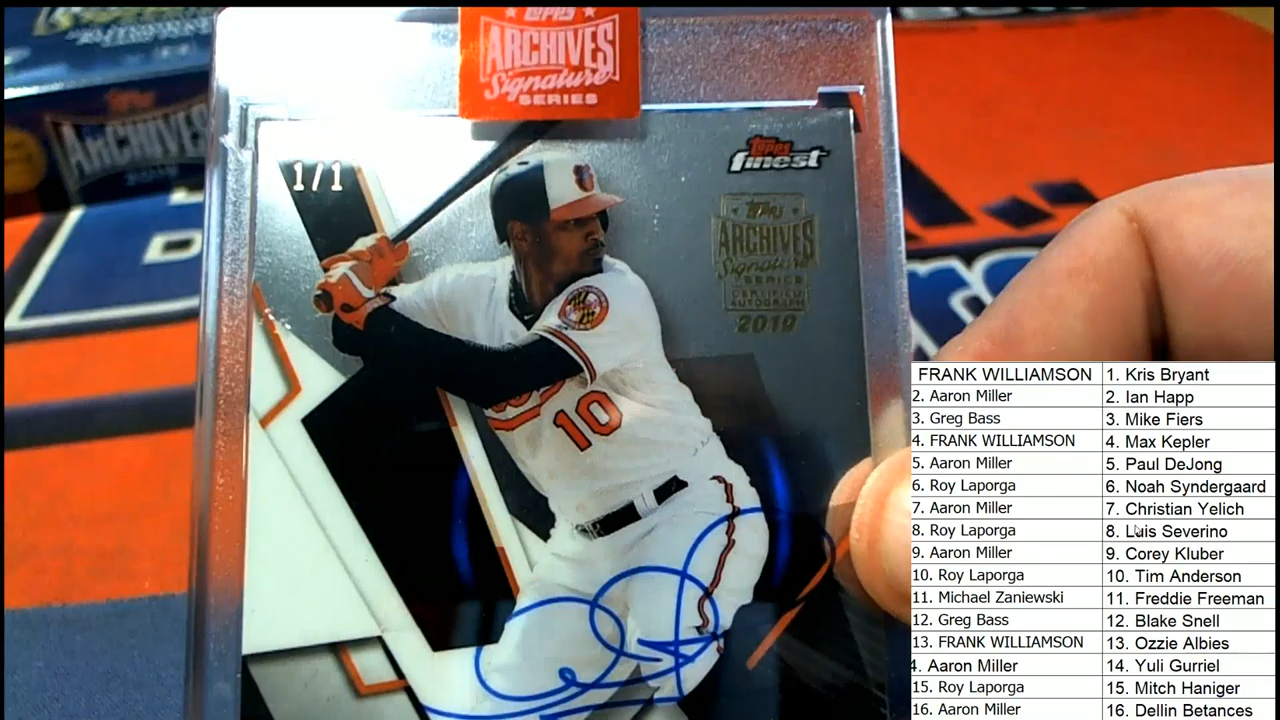 topps
ARCHIVES
Signature
SERIES
ARCHIVES
1/1
topps
finest
topps
ARCHIVES
Signature
SERIES
CERTIFIED
AUTOGRAPH
2019
10
FRANK WILLIAMSON 1. Kris Bryant
2. Aaron Miller 2. Ian Happ
3. Greg Bass 3. Mike Fiers
4. FRANK WILLIAMSON 4. Max Kepler
5. Aaron Miller 5. Paul DeJong
6. Roy Laporga 6. Noah Syndergaard
7. Aaron Miller 7. Christian Yelich
8. Roy Laporga 8. Luis Severino
9. Aaron Miller 9. Corey Kluber
10. Roy Laporga 10. Tim Anderson
11. Michael Zaniewski 11. Freddie Freeman
12. Greg Bass 12. Blake Snell
13. FRANK WILLIAMSON 13. Ozzie Albies
4. Aaron Miller 14. Yuli Gurriel
15. Roy Laporga 15. Mitch Haniger
16. Aaron Miller 16. Dellin Betances